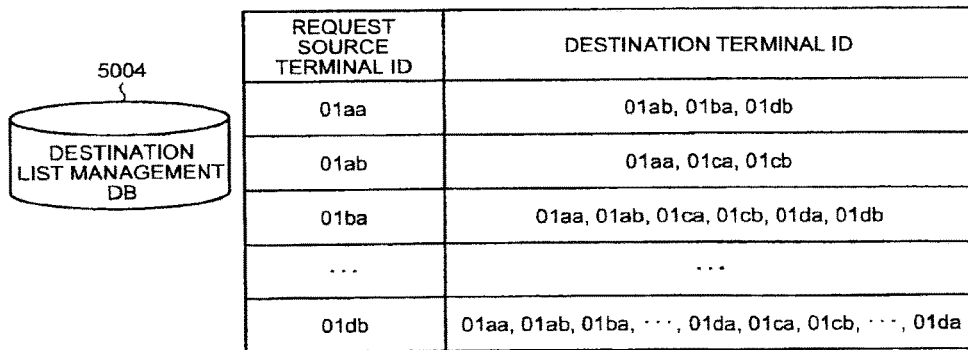 5004
DESTINATION
LIST MANAGEMENT
DB
REQUEST
SOURCE
TERMINAL ID
DESTINATION TERMINAL ID
01aa
01ab, 01ba, 01db
01ab
01aa, 01ca, 01cb
01ba
01aa, 01ab, 01ca, 01cb, 01da, 01db
···
···
01db
01aa, 01ab, 01ba, ···, 01da, 01ca, 01cb, ···, 01da